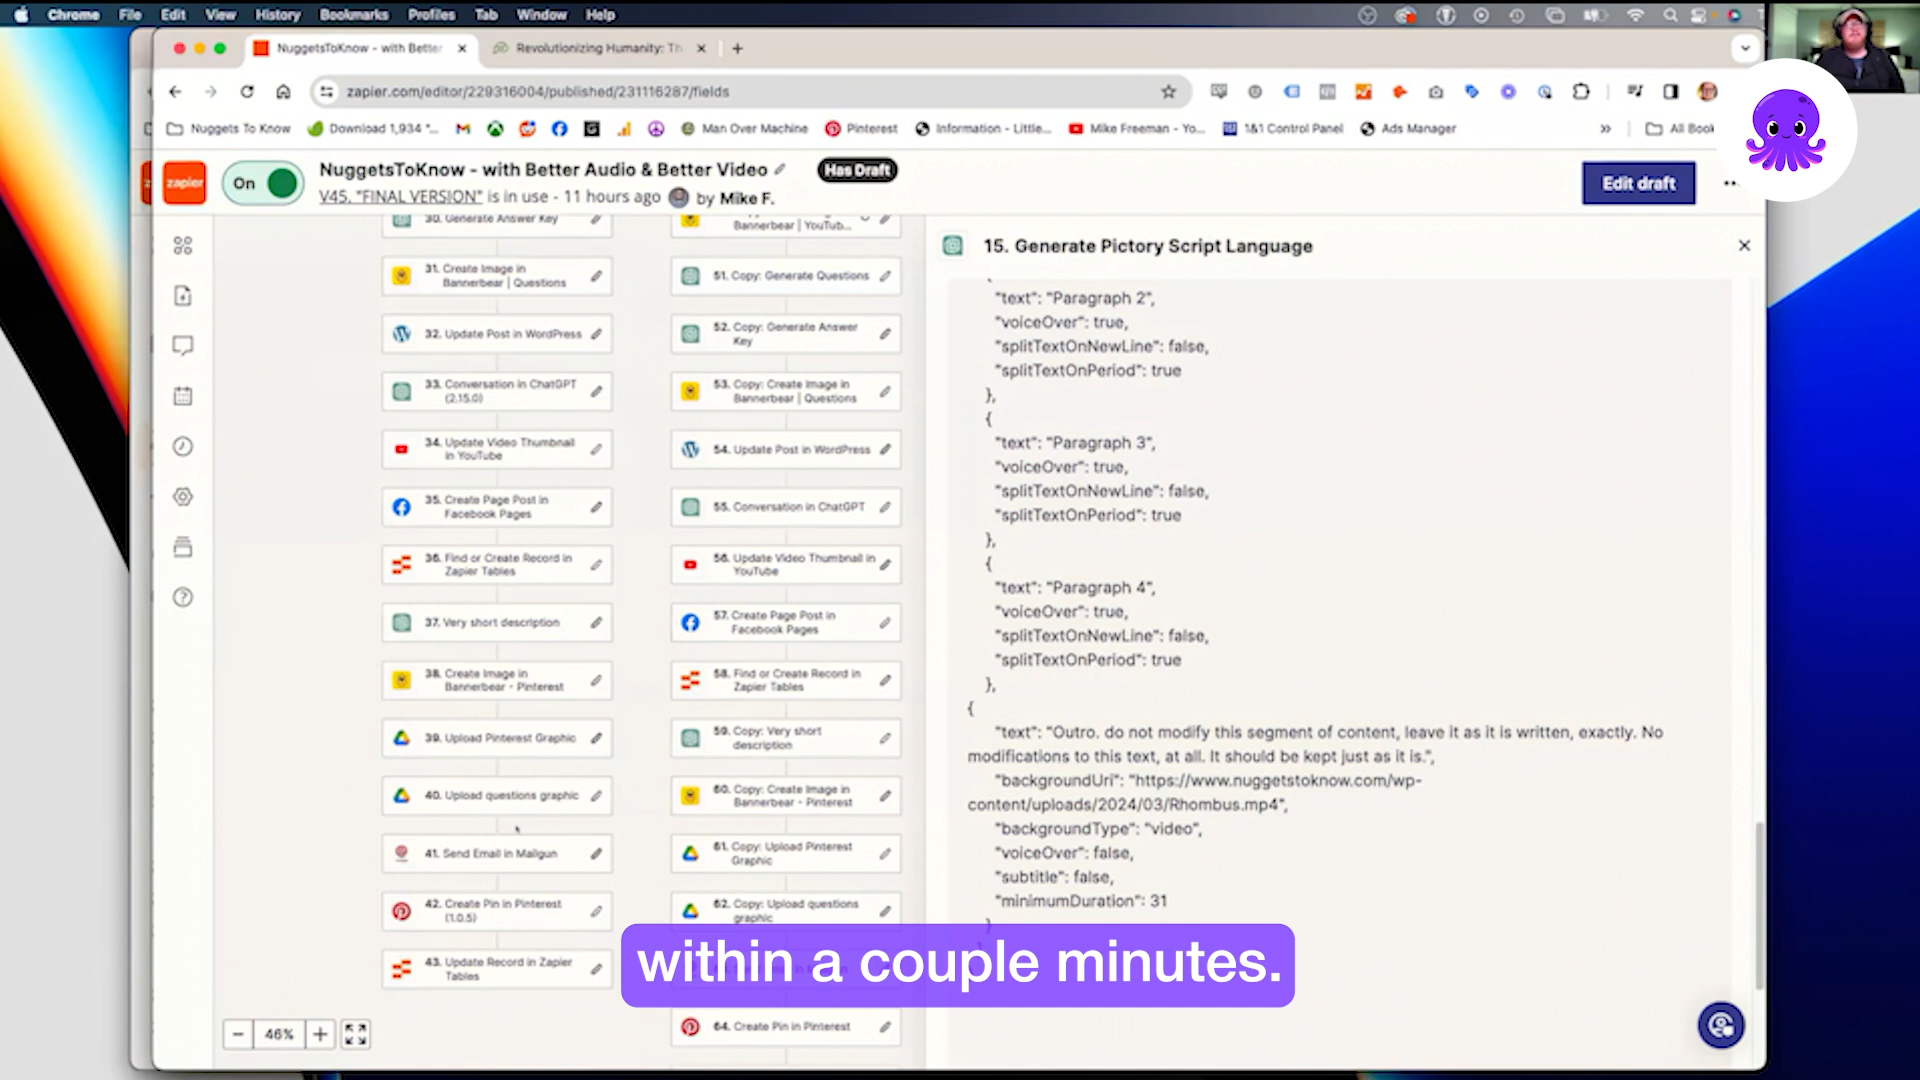 Chrome File Edit View History Bookmarks Profiles Tab Window Help
NuggetsToKnow - with Better
Revolutionizing Humanity: Th
zapier.com/editor/229316004/published/231116287/fields
Nuggets To Know
Download 1,934 "...
Man Over Machine
Pinterest
Information - Little...
Mike Freeman - Yo...
1&1 Control Panel
Ads Manager
All Book
zapier
On
NuggetsToKnow - with Better Audio & Better Video
Has Draft
V45. "FINAL VERSION" is in use - 11 hours ago by Mike F.
Edit draft
30. Generate Answer Key
31. Create Image in
Bannerbear | Questions
32. Update Post in WordPress
33. Conversation in ChatGPT
(2.15.0)
34. Update Video Thumbnail
in YouTube
35. Create Page Post in
Facebook Pages
36. Find or Create Record in
Zapier Tables
37. Very short description
38. Create Image in
Bannerbear - Pinterest
39. Upload Pinterest Graphic
40. Upload questions graphic
41. Send Email in Mailgun
42. Create Pin in Pinterest
(1.0.5)
43. Update Record in Zapier
Tables
Bannerbear | YouTub...
51. Copy: Generate Questions
52. Copy: Generate Answer
Key
53. Copy: Create Image in
Bannerbear | Questions
54. Update Post in WordPress
55. Conversation in ChatGPT
56. Update Video Thumbnail in
YouTube
57. Create Page Post in
Facebook Pages
58. Find or Create Record in
Zapier Tables
59. Copy: Very short
description
60. Copy: Create Image in
Bannerbear - Pinterest
61. Copy: Upload Pinterest
Graphic
62. Copy: Upload questions
graphic
64. Create Pin in Pinterest
15. Generate Pictory Script Language
{
"text": "Paragraph 2",
"voiceOver": true,
"splitTextOnNewLine": false,
"splitTextOnPeriod": true
},
{
"text": "Paragraph 3",
"voiceOver": true,
"splitTextOnNewLine": false,
"splitTextOnPeriod": true
},
{
"text": "Paragraph 4",
"voiceOver": true,
"splitTextOnNewLine": false,
"splitTextOnPeriod": true
},
{
"text": "Outro. do not modify this segment of content, leave it as it is written, exactly. No
modifications to this text, at all. It should be kept just as it is.",
"backgroundUri": "https://www.nuggetstoknow.com/wp-
content/uploads/2024/03/Rhombus.mp4",
"backgroundType": "video",
"voiceOver": false,
"subtitle": false,
"minimumDuration": 31
}
within a couple minutes.
46%